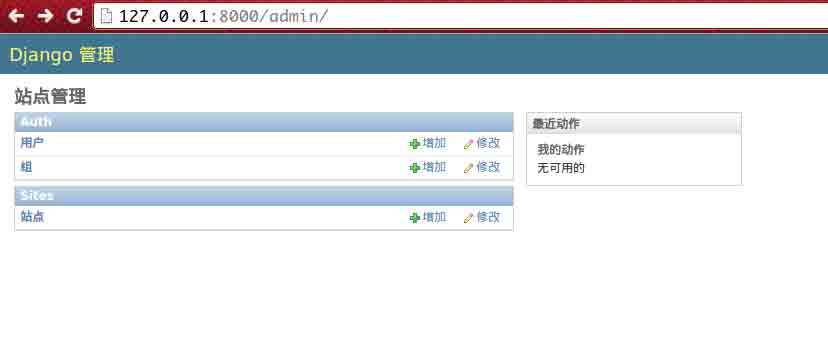 127.0.0.1:8000/admin/
Django 管理
站点管理
Auth
用户 增加 修改
组 增加 修改
Sites
站点 增加 修改
最近动作
我的动作
无可用的